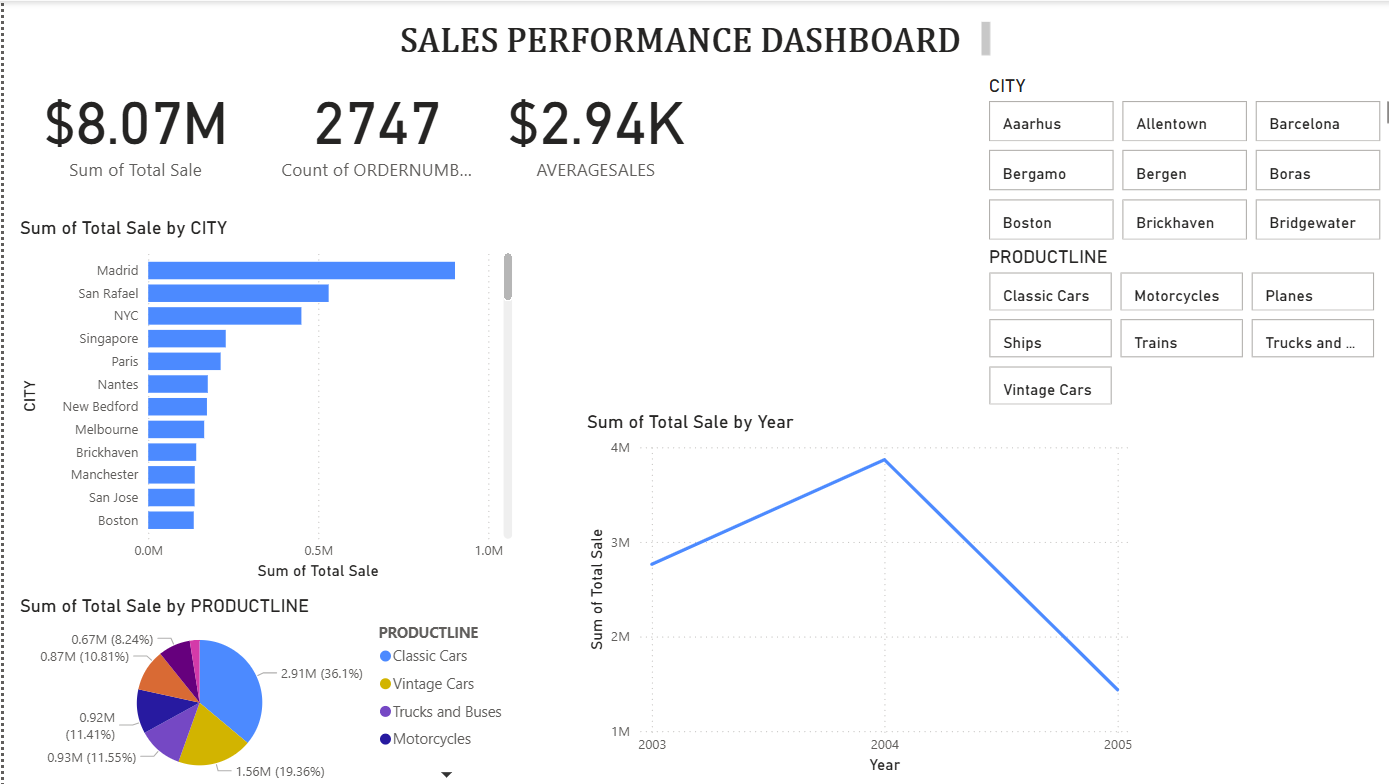 SALES PERFORMANCE DASHBOARD
$8.07M
Sum of Total Sale
2747
Count of ORDERNUMB...
$2.94K
AVERAGESALES
CITY
Aaarhus
Allentown
Barcelona
Bergamo
Bergen
Boras
Boston
Brickhaven
Bridgewater
PRODUCTLINE
Classic Cars
Motorcycles
Planes
Ships
Trains
Trucks and ...
Vintage Cars
Sum of Total Sale by CITY
CITY
Madrid
San Rafael
NYC
Singapore
Paris
Nantes
New Bedford
Melbourne
Brickhaven
Manchester
San Jose
Boston
0.0M
0.5M
1.0M
Sum of Total Sale
Sum of Total Sale by Year
Sum of Total Sale
4M
3M
2M
1M
2003
2004
2005
Year
Sum of Total Sale by PRODUCTLINE
0.67M (8.24%)
0.87M (10.81%)
0.92M
(11.41%)
0.93M (11.55%)
1.56M (19.36%)
2.91M (36.1%)
PRODUCTLINE
Classic Cars
Vintage Cars
Trucks and Buses
Motorcycles